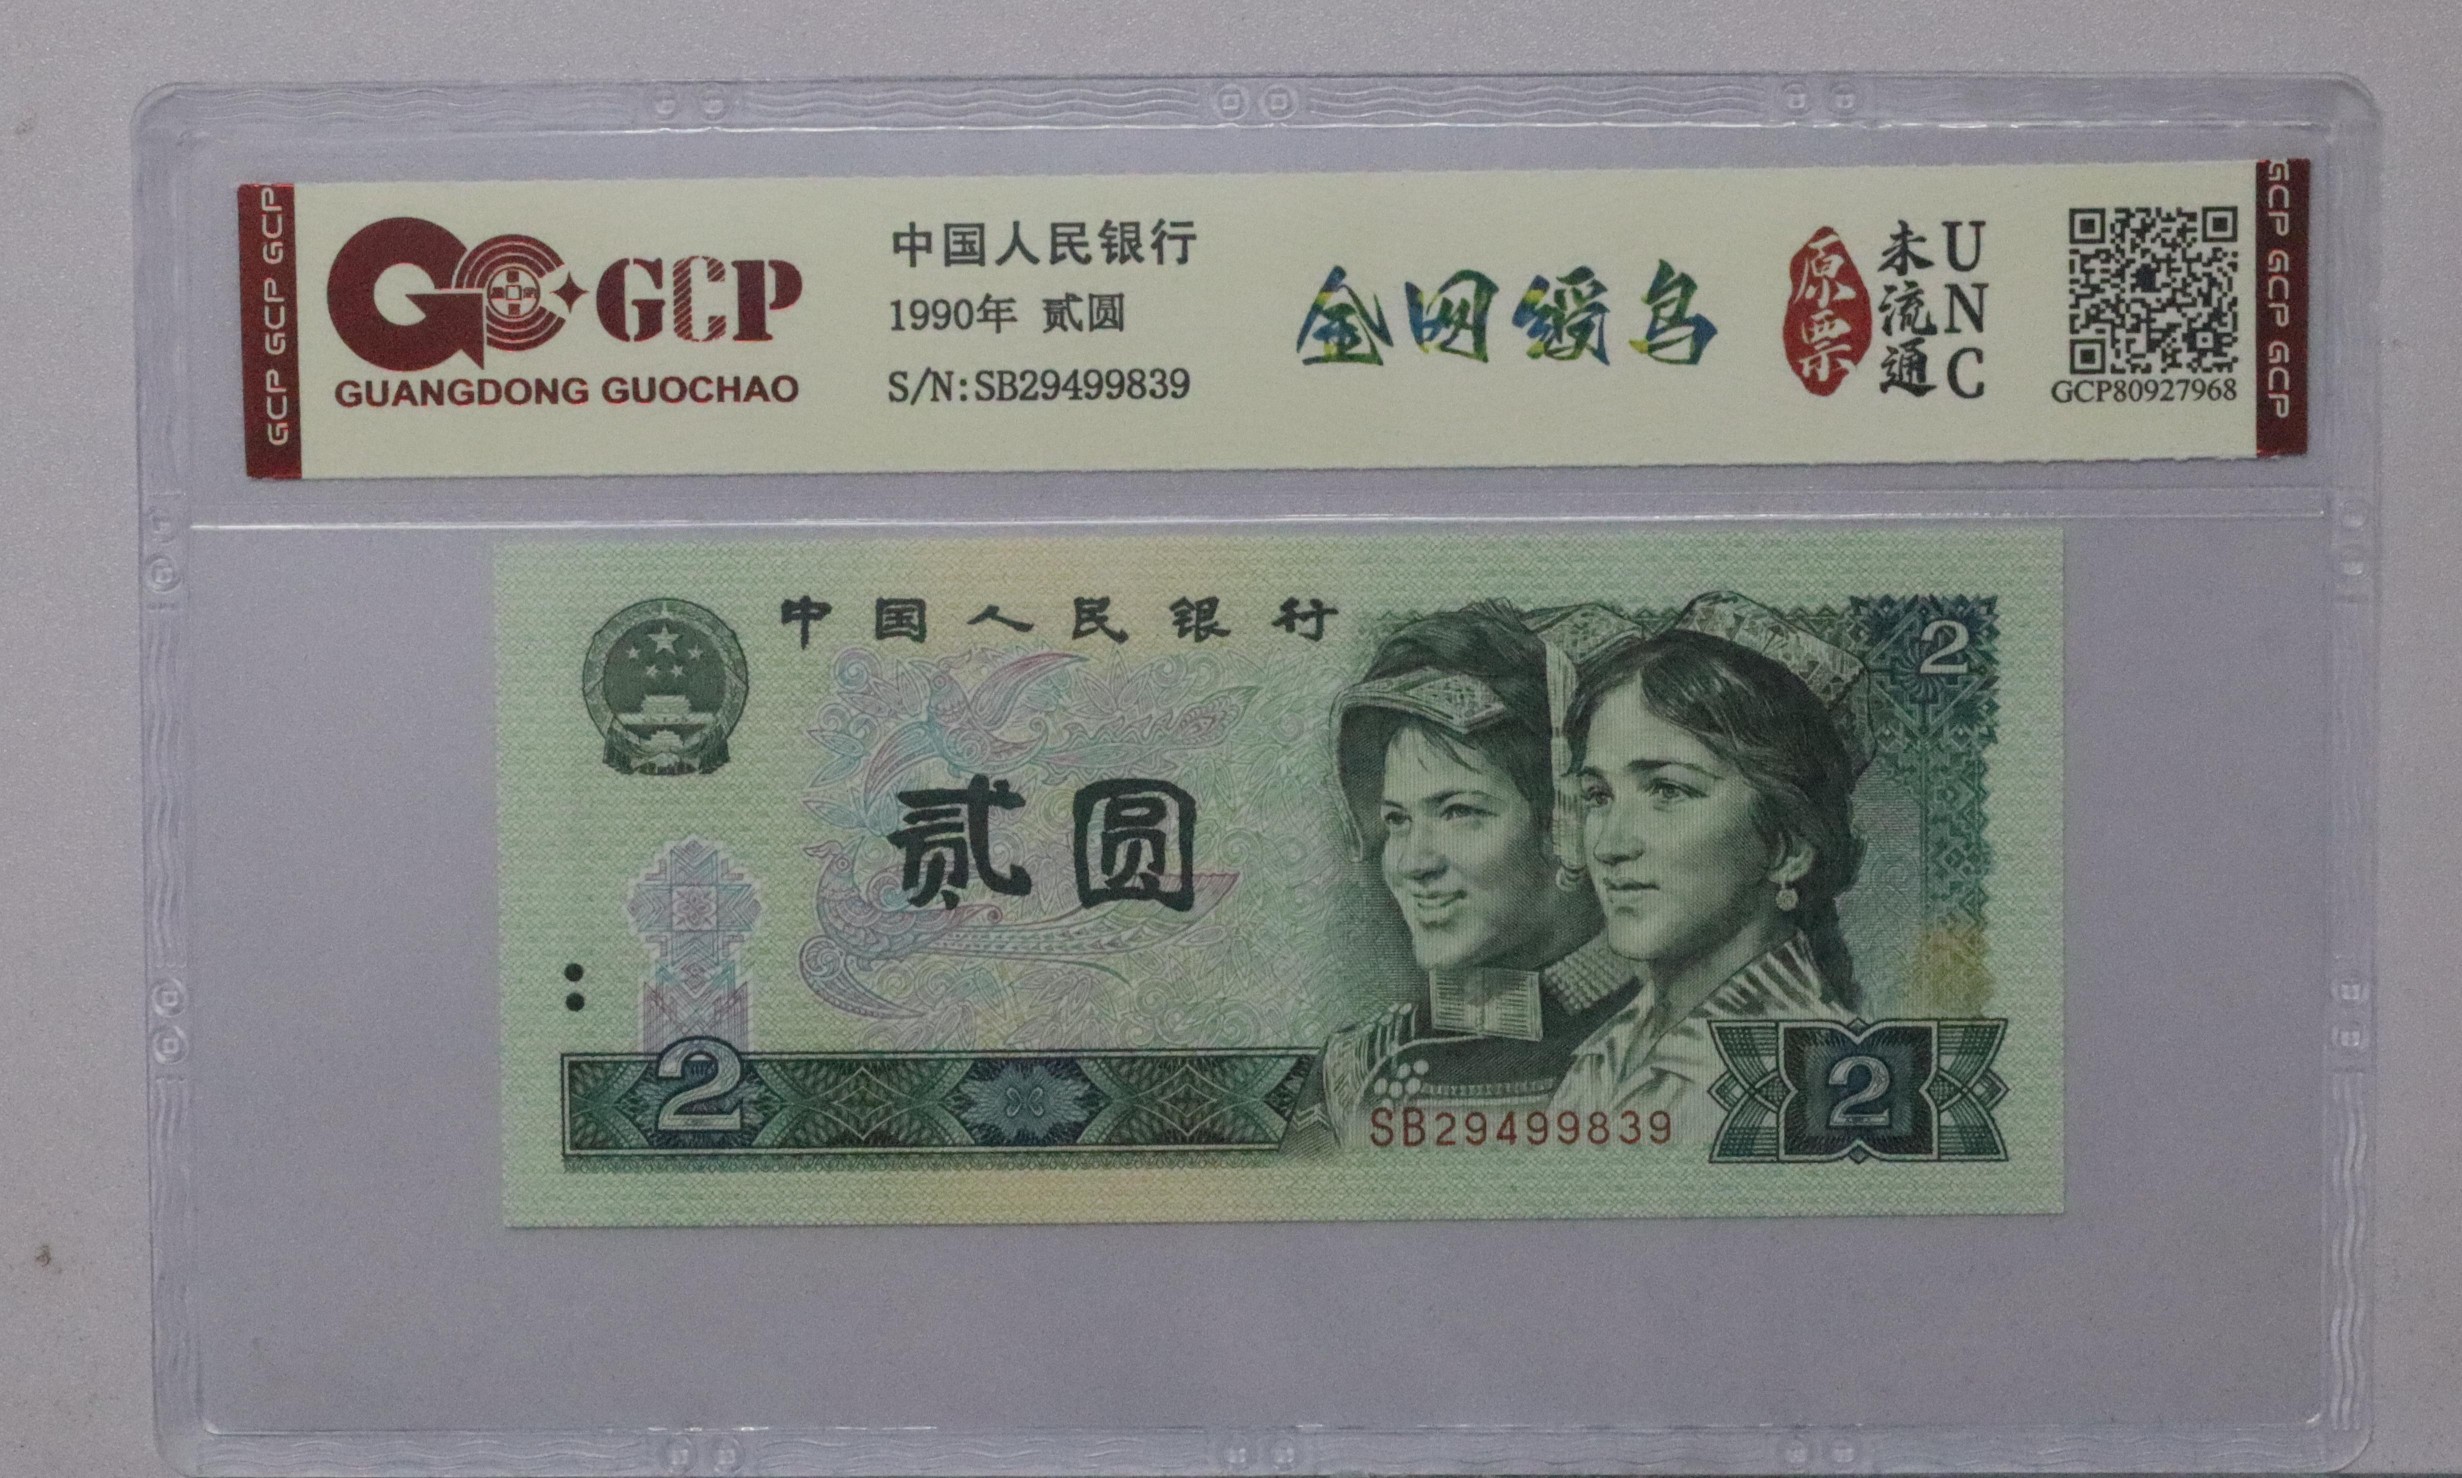 GCP GCP GCP
GCP
GUANGDONG GUOCHAO
中国人民银行
1990年 贰圆
S/N:SB29499839
金网绶鸟
原票
未流通
UNC
GCP80927968
GCP GCP GCP
中国人民银行
2
贰圆
2
SB29499839
2